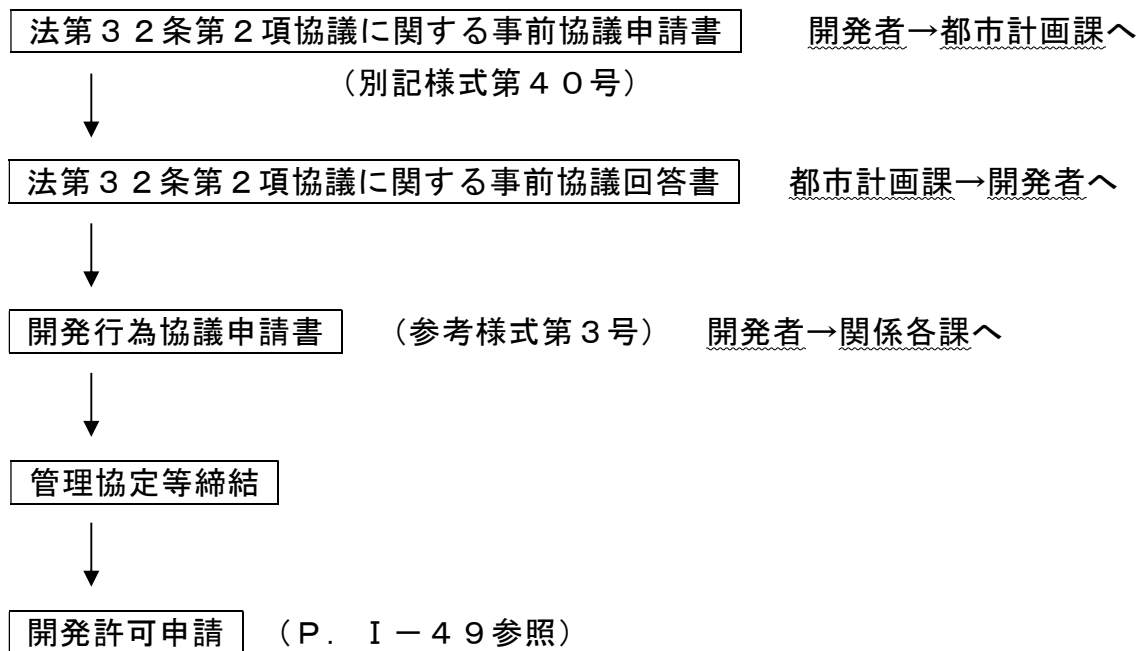 法第３２条第２項協議に関する事前協議申請書　　開発者→都市計画課へ
（別記様式第４０号）
法第３２条第２項協議に関する事前協議回答書　　都市計画課→開発者へ
開発行為協議申請書　（参考様式第３号）　開発者→関係各課へ
管理協定等締結
開発許可申請　（Ｐ．Ⅰ－４９参照）